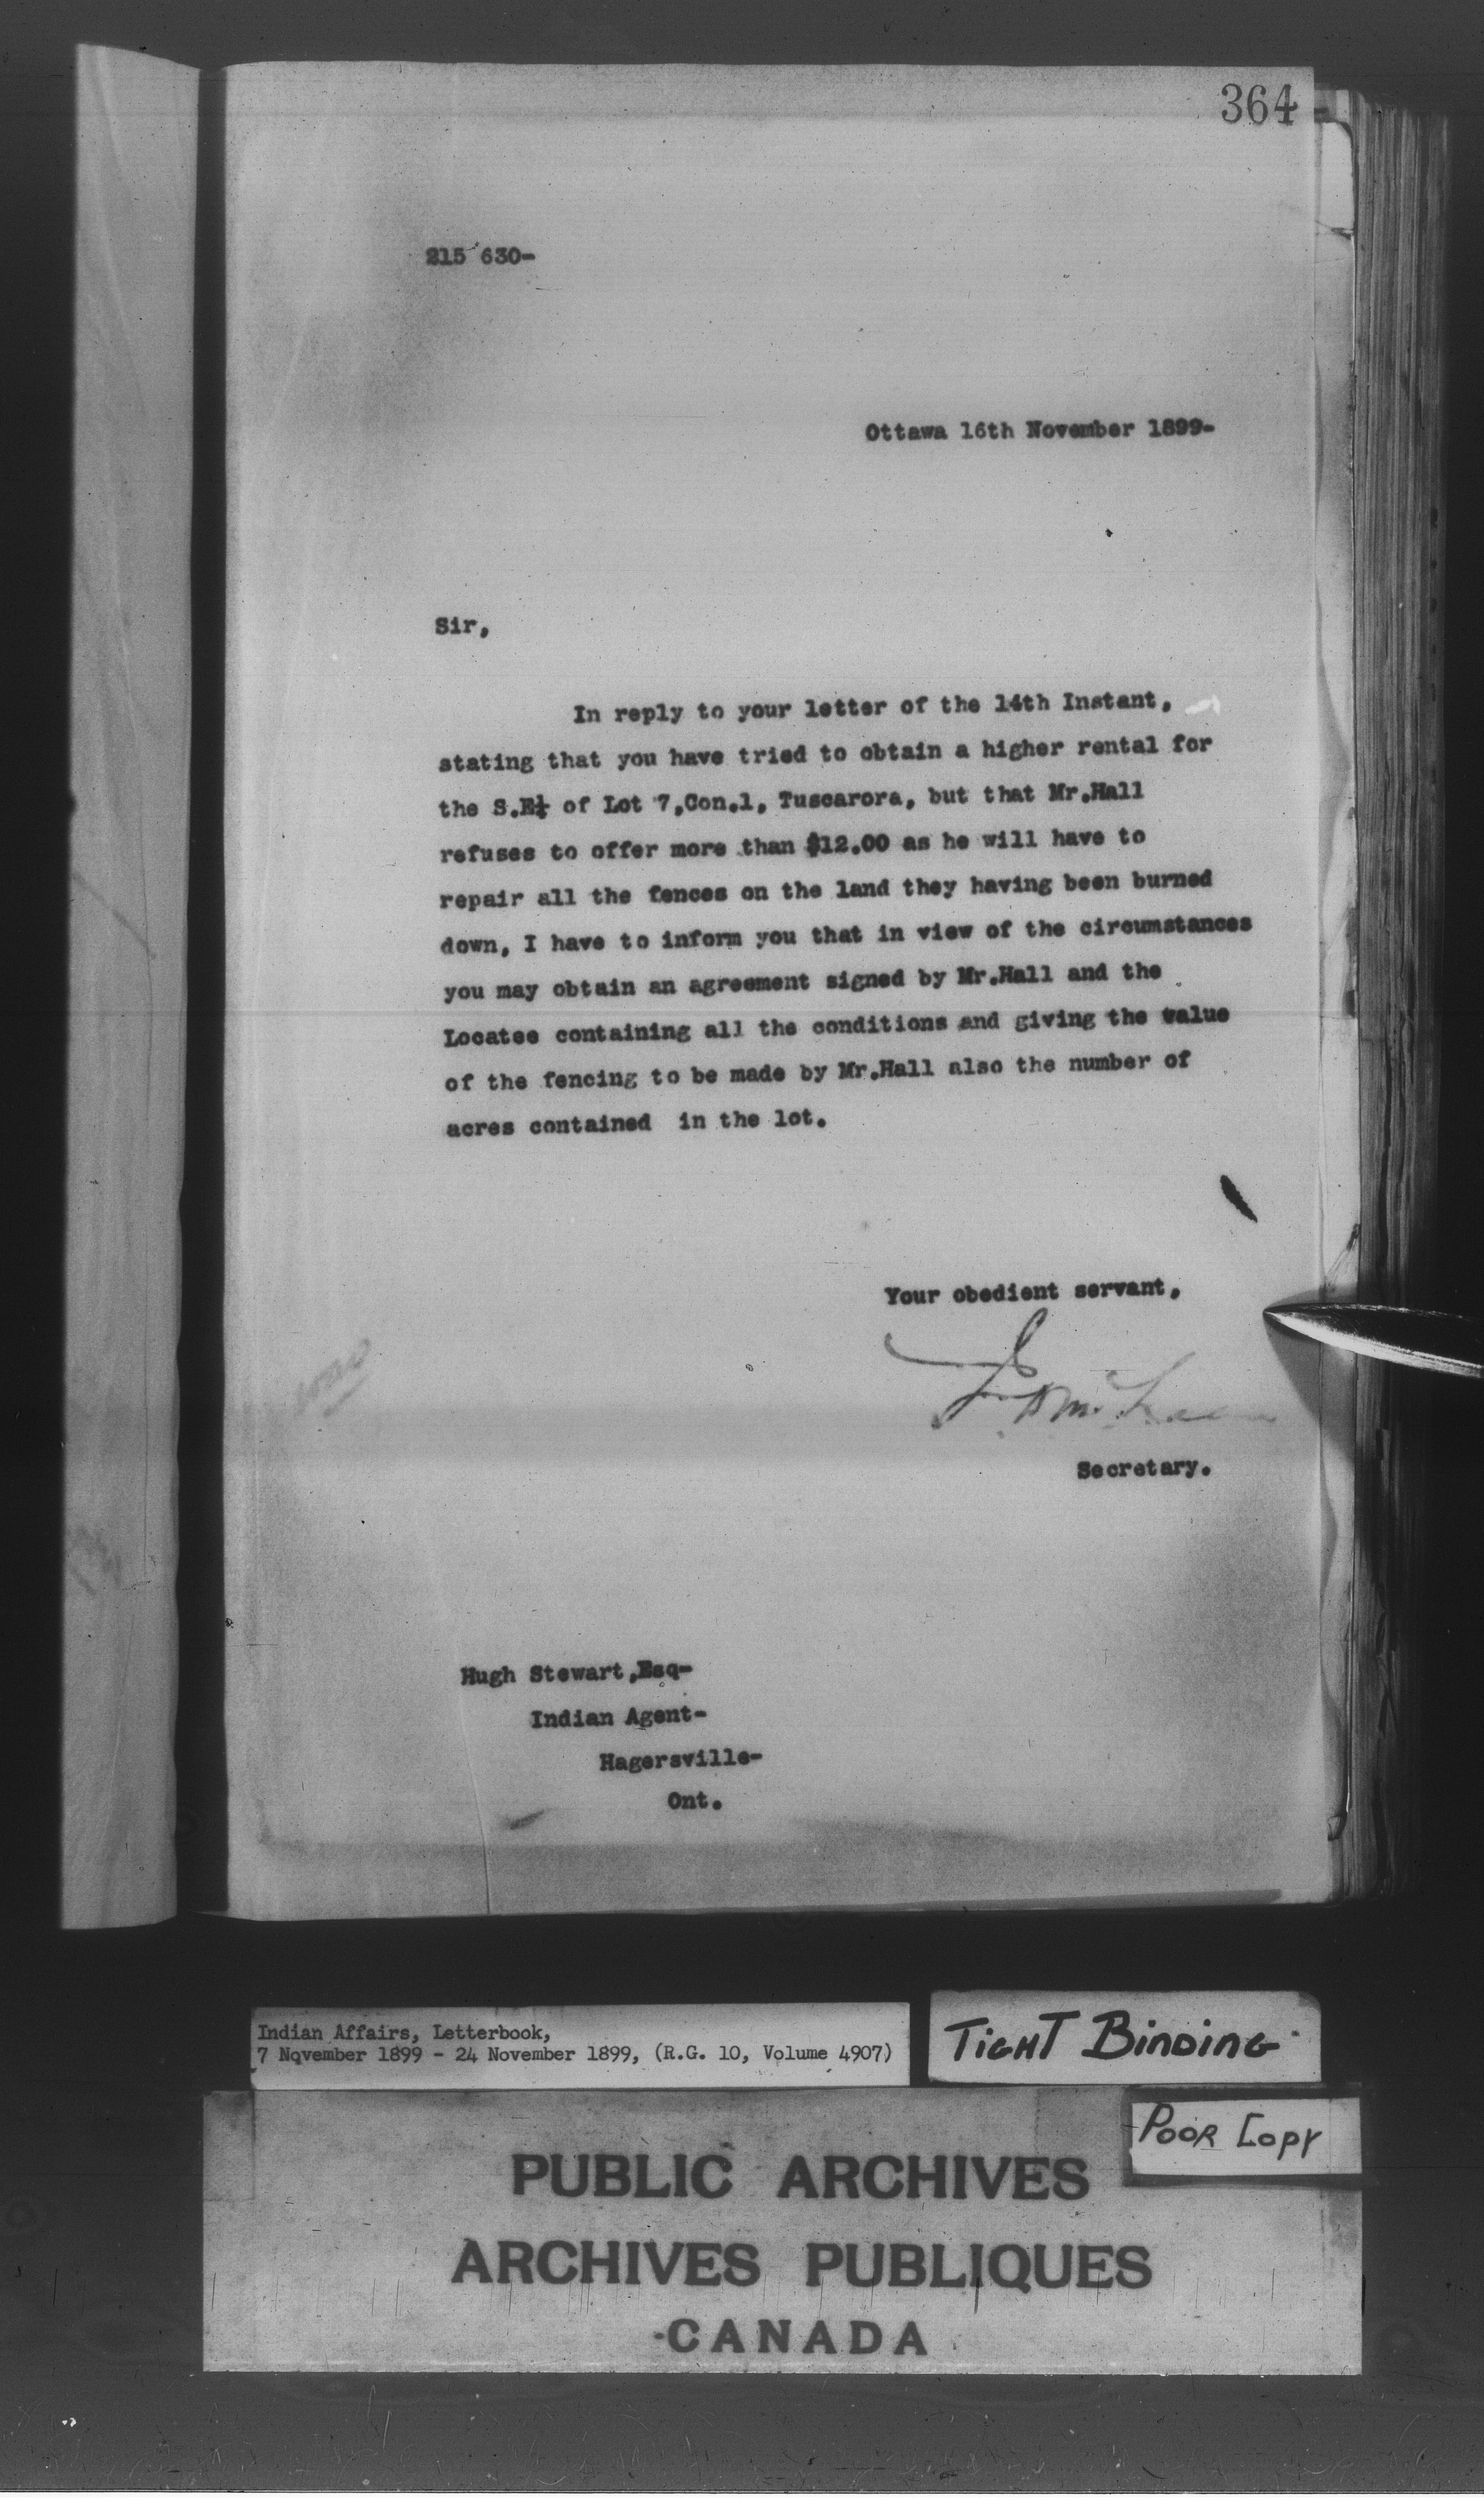 364
215 630-
Ottawa 16th November 1899-
Sir,
In reply to your letter of the 14th Instant,
stating that you have tried to obtain a higher rental for
the S.E¼ of Lot 7,Con.1, Tuscarora, but that Mr.Hall
refuses to offer more than $12.00 as he will have to
repair all the fences on the land they having been burned
down, I have to inform you that in view of the circumstances
you may obtain an agreement signed by Mr.Hall and the
Locatee containing all the conditions and giving the value
of the fencing to be made by Mr.Hall also the number of
acres contained in the lot.
Your obedient servant,
Secretary.
Hugh Stewart,Esq-
Indian Agent-
Hagersville-
Ont.
Indian Affairs, Letterbook,
7 November 1899 - 24 November 1899, (R.G. 10, Volume 4907)
TIGHT BINDING
POOR COPY
PUBLIC ARCHIVES
ARCHIVES PUBLIQUES
CANADA